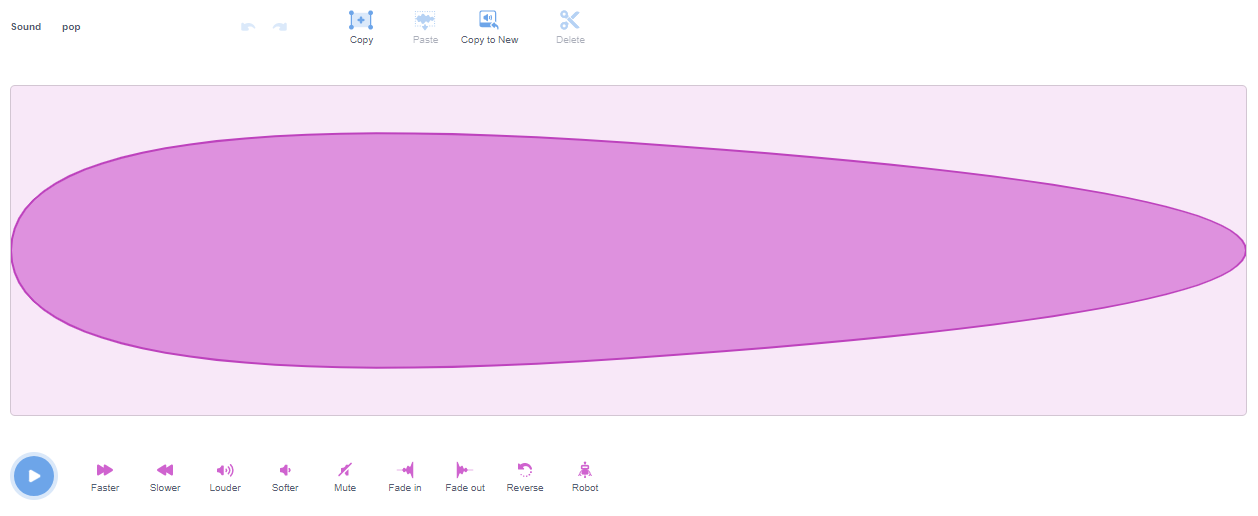 Sound pop
Copy Paste Copy to New Delete
Faster Slower Louder Softer Mute Fade in Fade out Reverse Robot